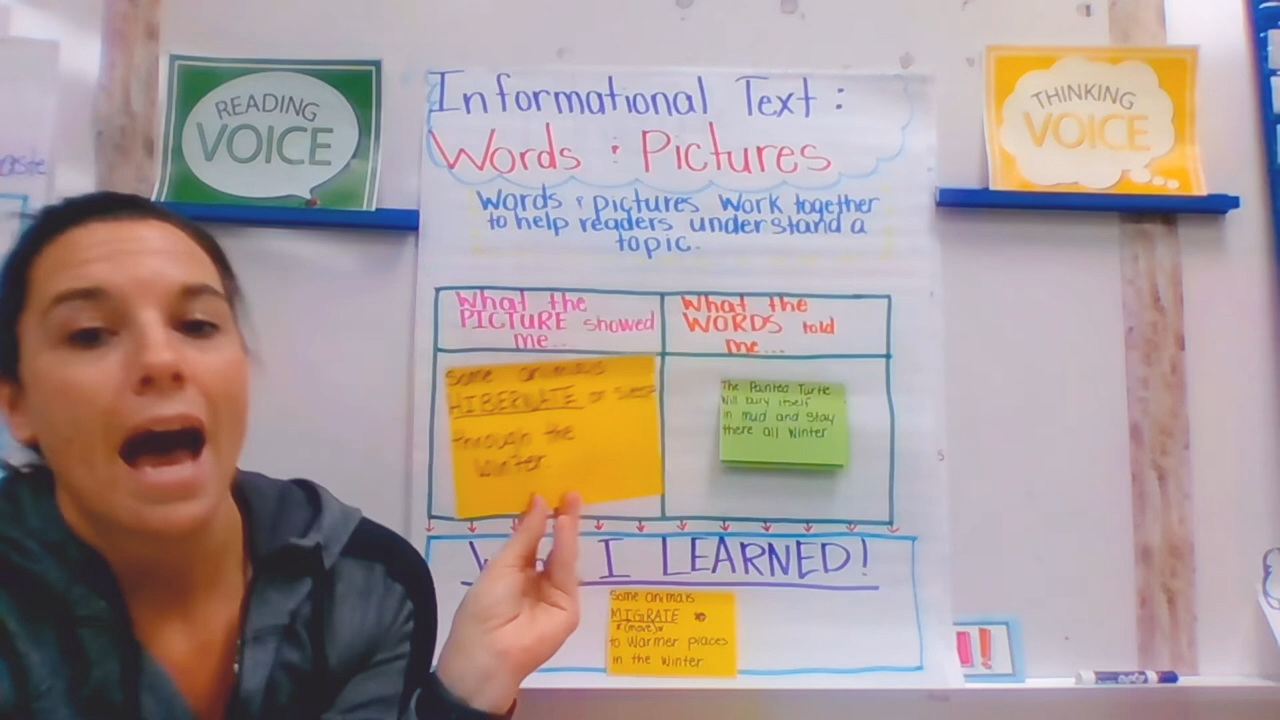 READING
VOICE
Informational Text:
Words & Pictures
Words & pictures work together
to help readers understand a
topic.
THINKING
VOICE
What the
PICTURE showed
me...
What the
WORDS told
me...
Some animals
HIBERNATE or sleep
through the
winter.
The Painted Turtle
will bury itself
in mud and stay
there all winter
I LEARNED!
Some animals
MIGRATE to
*(move)*
to warmer places
in the winter
!!
EXPO